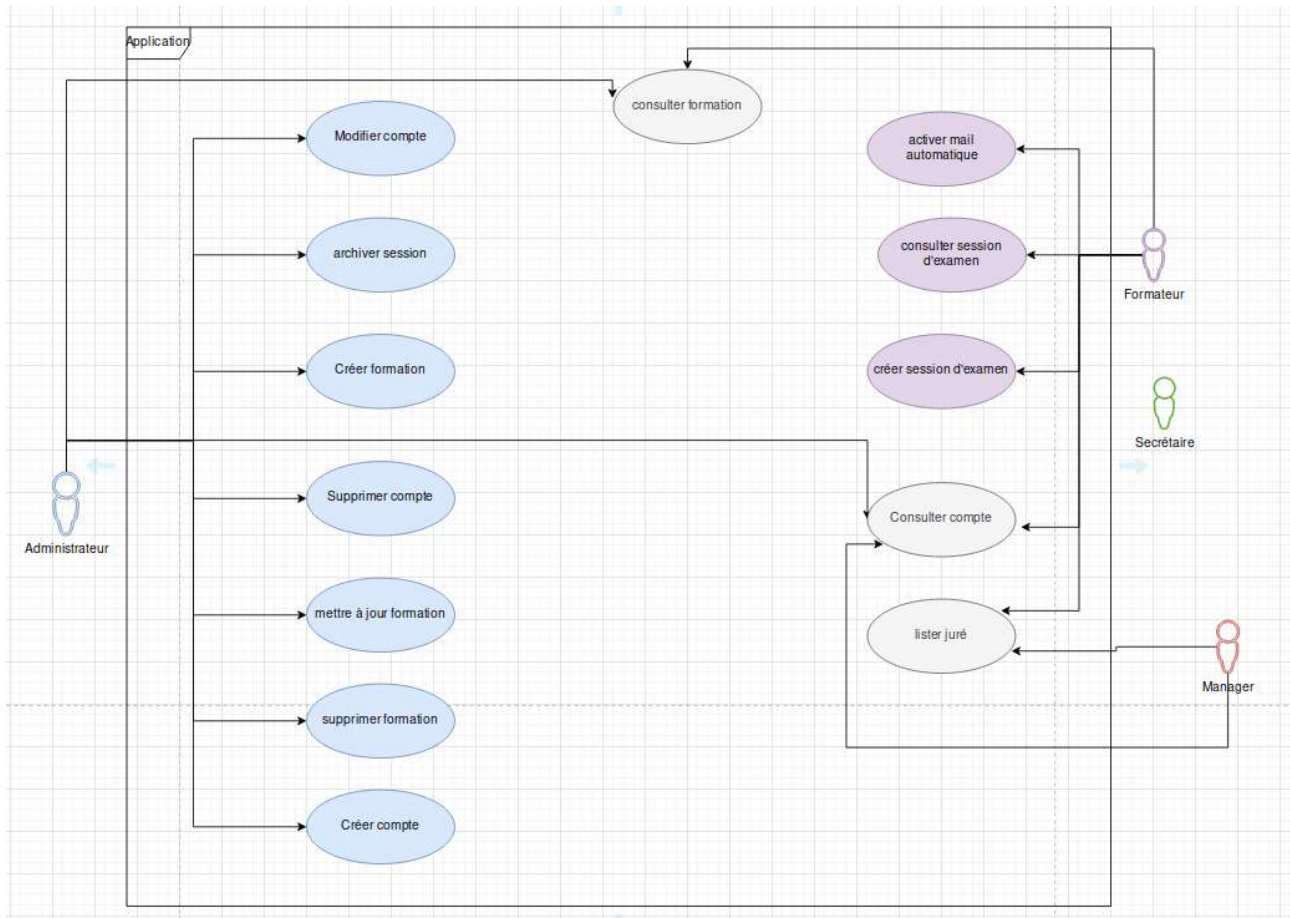 Application
consulter formation
Modifier compte
activer mail
automatique
archiver session
consulter session
d'examen
Formateur
Créer formation
créer session d'examen
Secrétaire
Supprimer compte
Consulter compte
Administrateur
mettre à jour formation
lister juré
Manager
supprimer formation
Créer compte